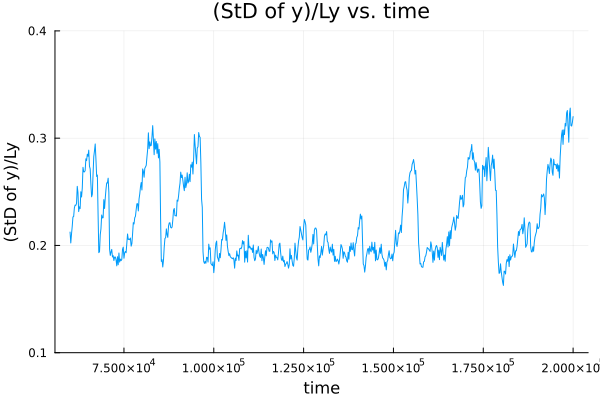 (StD of y)/Ly vs. time
(StD of y)/Ly
0.4
0.3
0.2
0.1
7.500×10⁴ 1.000×10⁵ 1.250×10⁵ 1.500×10⁵ 1.750×10⁵ 2.000×10
time